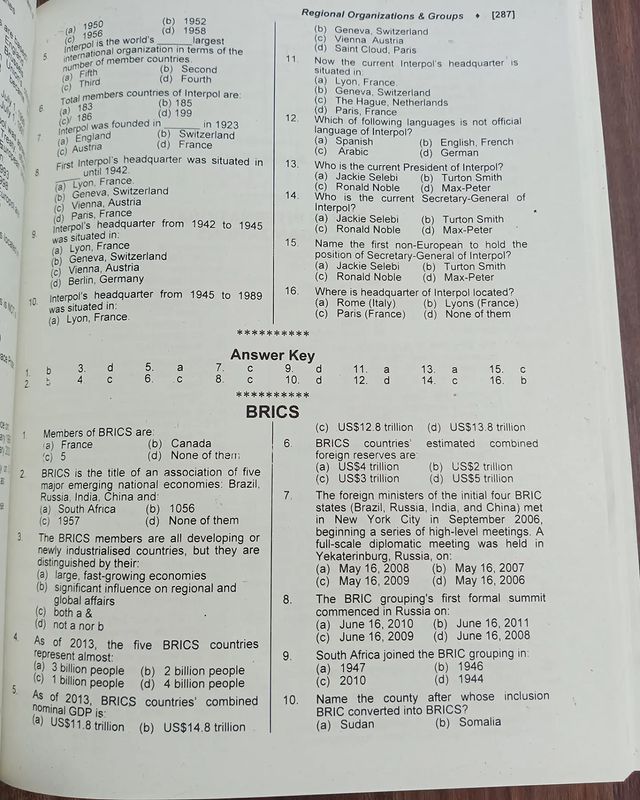 Regional Organizations & Groups ♦ [287]
(a) 1950 (b) 1952
(c) 1956 (d) 1958
5. Interpol is the world's ______ largest
international organization in terms of the
number of member countries.
(a) Fifth (b) Second
(c) Third (d) Fourth
6. Total members countries of Interpol are:
(a) 183 (b) 185
(c) 186 (d) 199
7. Interpol was founded in ______ in 1923
(a) England (b) Switzerland
(c) Austria (d) France
8. First Interpol's headquarter was situated in
______ until 1942.
(a) Lyon, France
(b) Geneva, Switzerland
(c) Vienna, Austria
(d) Paris, France
9. Interpol's headquarter from 1942 to 1945
was situated in:
(a) Lyon, France
(b) Geneva, Switzerland
(c) Vienna, Austria
(d) Berlin, Germany
10. Interpol's headquarter from 1945 to 1989
was situated in:
(a) Lyon, France.
(b) Geneva, Switzerland
(c) Vienna Austria
(d) Saint Cloud, Paris
11. Now the current Interpol's headquarter is
situated in:
(a) Lyon, France
(b) Geneva, Switzerland
(c) The Hague, Netherlands
(d) Paris, France
12. Which of following languages is not official
language of Interpol?
(a) Spanish (b) English, French
(c) Arabic (d) German
13. Who is the current President of Interpol?
(a) Jackie Selebi (b) Turton Smith
(c) Ronald Noble (d) Max-Peter
14. Who is the current Secretary-General of
Interpol?
(a) Jackie Selebi (b) Turton Smith
(c) Ronald Noble (d) Max-Peter
15. Name the first non-European to hold the
position of Secretary-General of Interpol?
(a) Jackie Selebi (b) Turton Smith
(c) Ronald Noble (d) Max-Peter
16. Where is headquarter of Interpol located?
(a) Rome (Italy) (b) Lyons (France)
(c) Paris (France) (d) None of them
**********
Answer Key
1. b 3. d 5. a 7. c 9. d 11. a 13. a 15. c
2. b 4. c 6. c 8. c 10. d 12. d 14. c 16. b
**********
BRICS
1. Members of BRICS are:
(a) France (b) Canada
(c) 5 (d) None of them
2. BRICS is the title of an association of five
major emerging national economies: Brazil,
Russia, India, China and:
(a) South Africa (b) 1056
(c) 1957 (d) None of them
3. The BRICS members are all developing or
newly industrialised countries, but they are
distinguished by their:
(a) large, fast-growing economies
(b) significant influence on regional and
global affairs
(c) both a &
(d) not a nor b
4. As of 2013, the five BRICS countries
represent almost:
(a) 3 billion people (b) 2 billion people
(c) 1 billion people (d) 4 billion people
5. As of 2013, BRICS countries' combined
nominal GDP is:
(a) US$11.8 trillion (b) US$14.8 trillion
(c) US$12.8 trillion (d) US$13.8 trillion
6. BRICS countries' estimated combined
foreign reserves are:
(a) US$4 trillion (b) US$2 trillion
(c) US$3 trillion (d) US$5 trillion
7. The foreign ministers of the initial four BRIC
states (Brazil, Russia, India, and China) met
in New York City in September 2006,
beginning a series of high-level meetings. A
full-scale diplomatic meeting was held in
Yekaterinburg, Russia, on:
(a) May 16, 2008 (b) May 16, 2007
(c) May 16, 2009 (d) May 16, 2006
8. The BRIC grouping's first formal summit
commenced in Russia on:
(a) June 16, 2010 (b) June 16, 2011
(c) June 16, 2009 (d) June 16, 2008
9. South Africa joined the BRIC grouping in:
(a) 1947 (b) 1946
(c) 2010 (d) 1944
10. Name the county after whose inclusion
BRIC converted into BRICS?
(a) Sudan (b) Somalia